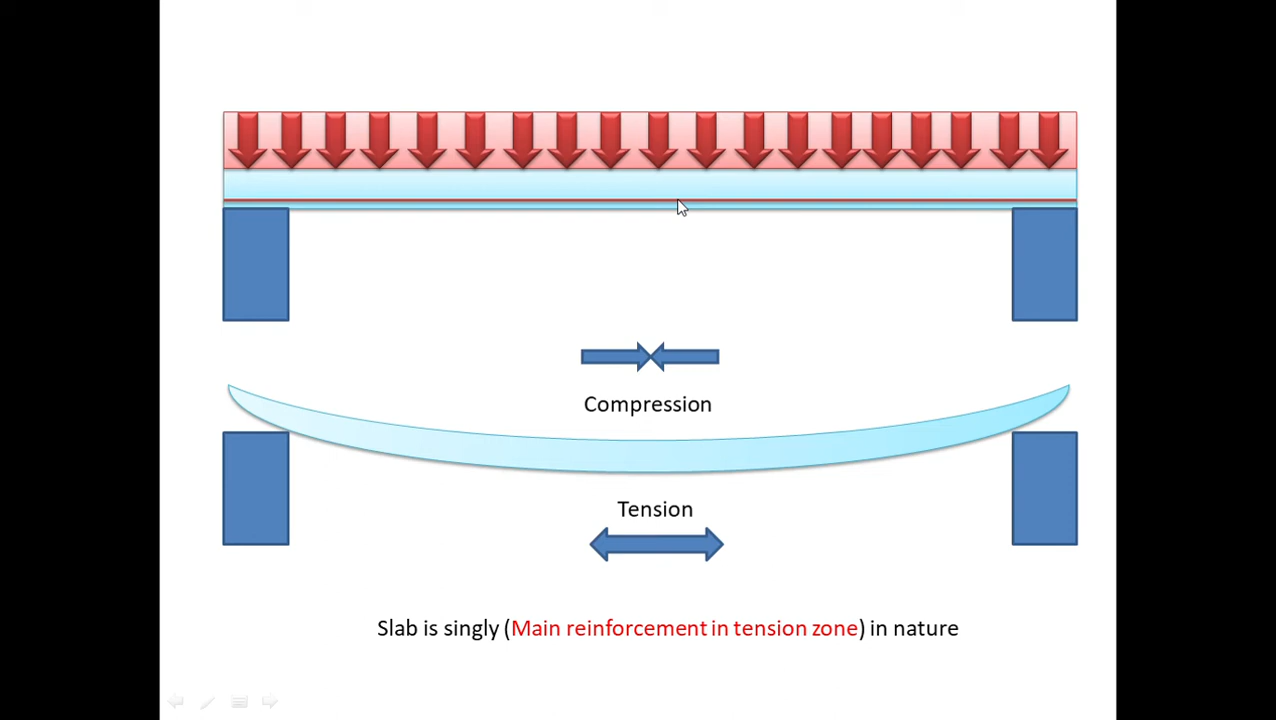 Compression
Tension
Slab is singly (Main reinforcement in tension zone) in nature